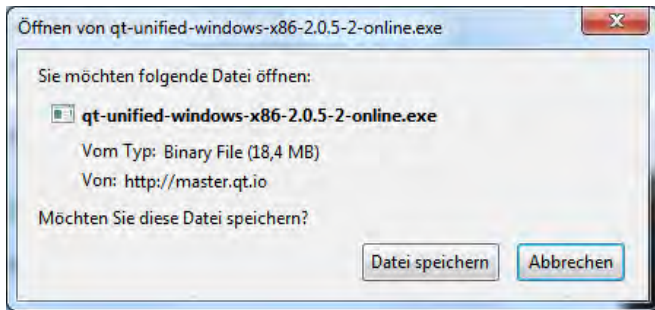 Öffnen von qt-unified-windows-x86-2.0.5-2-online.exe
Sie möchten folgende Datei öffnen:
qt-unified-windows-x86-2.0.5-2-online.exe
Vom Typ: Binary File (18,4 MB)
Von: http://master.qt.io
Möchten Sie diese Datei speichern?
Datei speichern Abbrechen